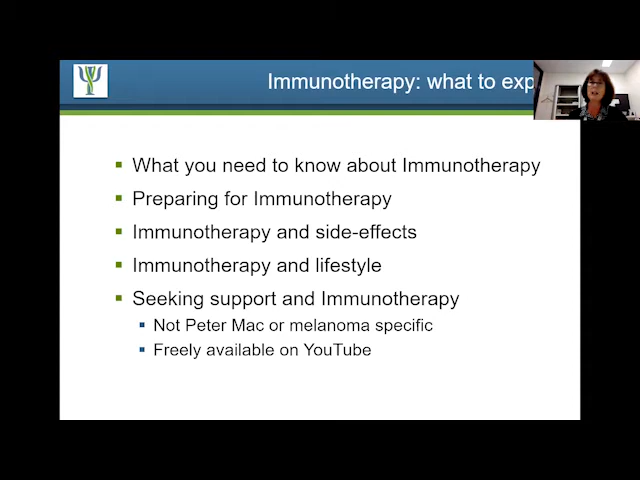 Immunotherapy: what to exp
What you need to know about Immunotherapy
Preparing for Immunotherapy
Immunotherapy and side-effects
Immunotherapy and lifestyle
Seeking support and Immunotherapy
Not Peter Mac or melanoma specific
Freely available on YouTube